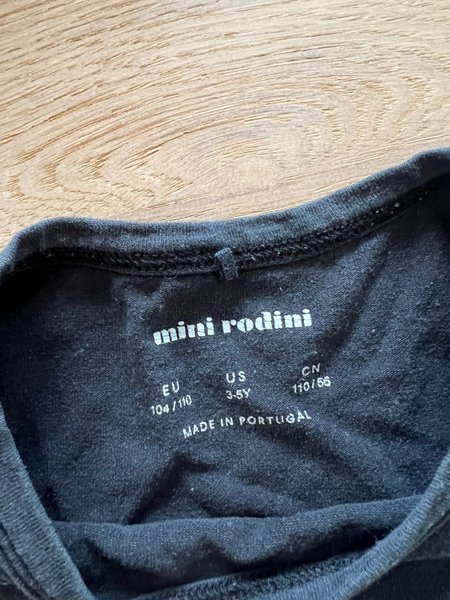 mini rodini
EU US CN
104/110 3-5Y 110/56
MADE IN PORTUGAL